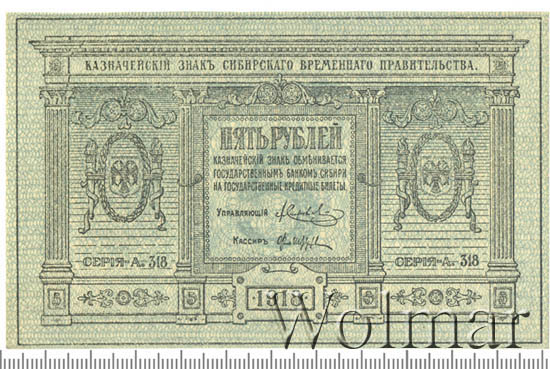 КАЗНАЧЕЙСКІЙ ЗНАКЪ СИБИРСКАГО ВРЕМЕННАГО ПРАВИТЕЛЬСТВА.
ПЯТЬ РУБЛЕЙ
КАЗНАЧЕЙСКІЙ ЗНАКЪ ОБМѢНИВАЕТСЯ
ГОСУДАРСТВЕННЫМЪ БАНКОМЪ СИБИРИ
НА ГОСУДАРСТВЕННЫЕ КРЕДИТНЫЕ БИЛЕТЫ.
УПРАВЛЯЮЩІЙ
КАССИРЪ
СЕРІЯ-А. 318
СЕРІЯ-А. 318
5
1918
5
5
5
Wolmar